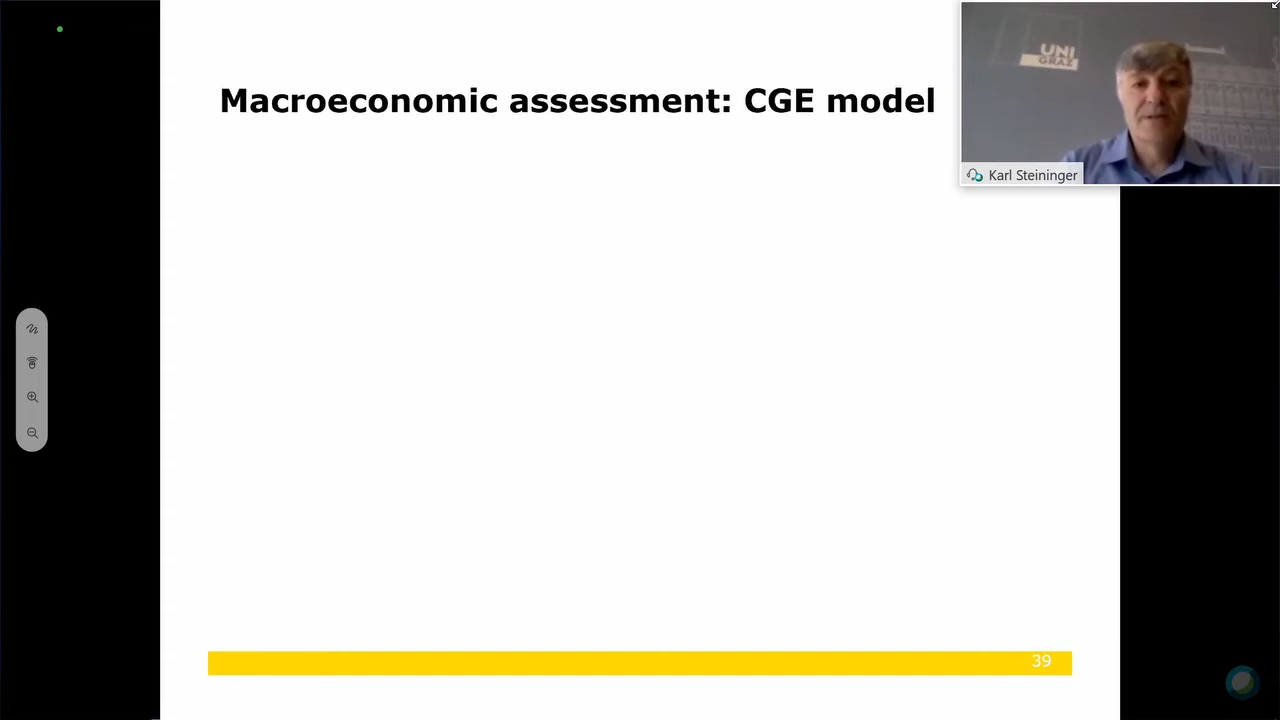 Macroeconomic assessment: CGE model
UNI
GRAZ
Karl Steininger
39